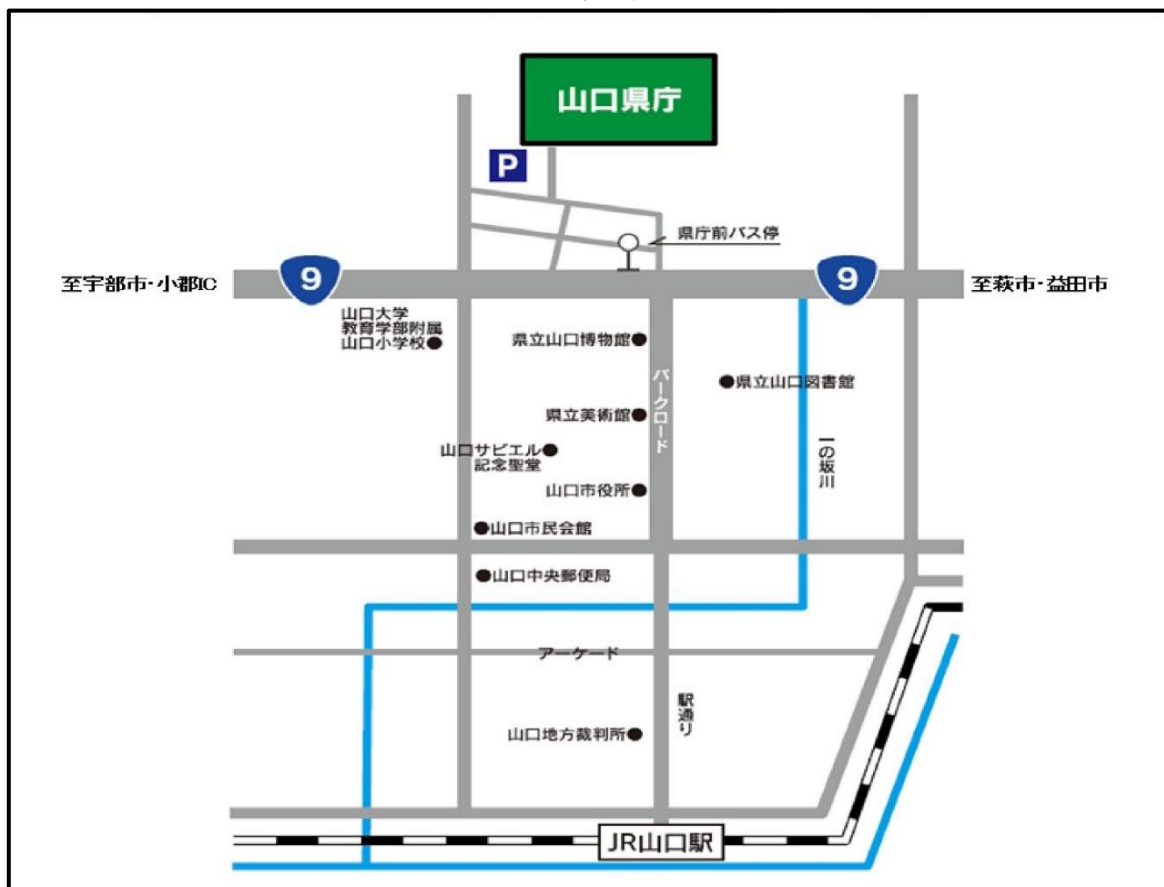 山口県庁
P
県庁前バス停
至宇部市・小郡IC
9
9
至萩市・益田市
山口大学
教育学部附属
山口小学校
県立山口博物館
パークロード
県立山口図書館
県立美術館
山口サビエル
記念聖堂
一の坂川
山口市役所
山口市民会館
山口中央郵便局
アーケード
駅通り
山口地方裁判所
JR山口駅